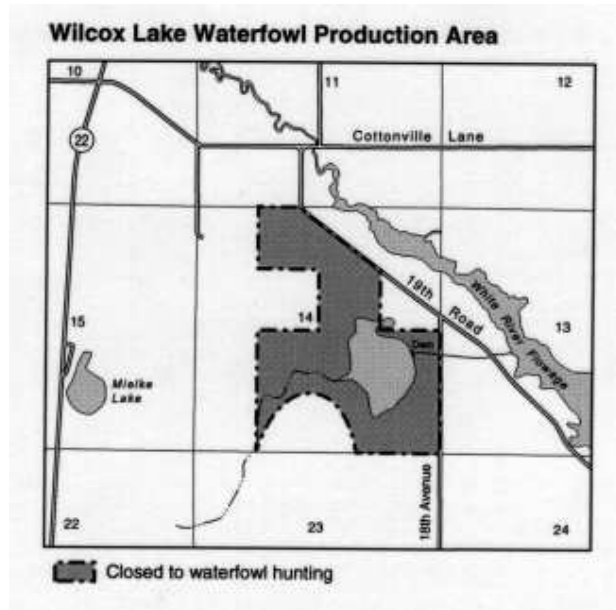 Wilcox Lake Waterfowl Production Area
10
11
12
22
Cottonville Lane
19th Road
White River Flowage
15
14
13
Dam
Mielke
Lake
18th Avenue
22
23
24
Closed to waterfowl hunting